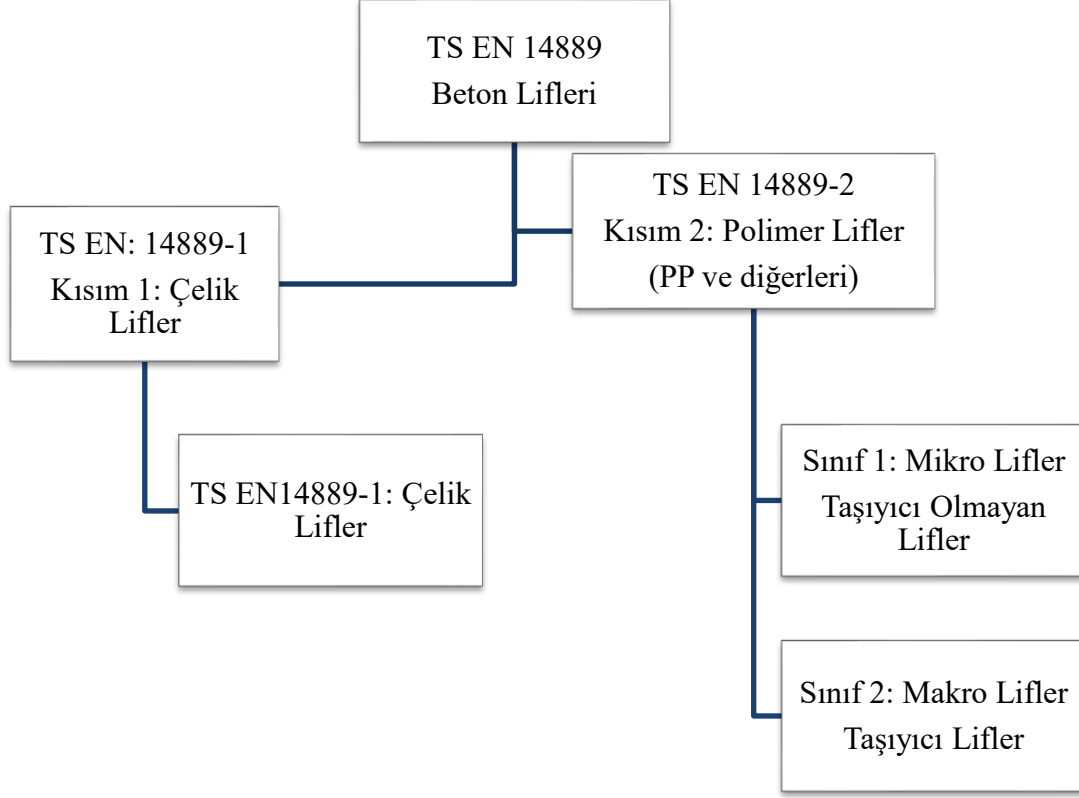 TS EN 14889
Beton Lifleri
TS EN 14889-2
Kısım 2: Polimer Lifler
(PP ve diğerleri)
TS EN: 14889-1
Kısım 1: Çelik
Lifler
TS EN14889-1: Çelik
Lifler
Sınıf 1: Mikro Lifler
Taşıyıcı Olmayan
Lifler
Sınıf 2: Makro Lifler
Taşıyıcı Lifler